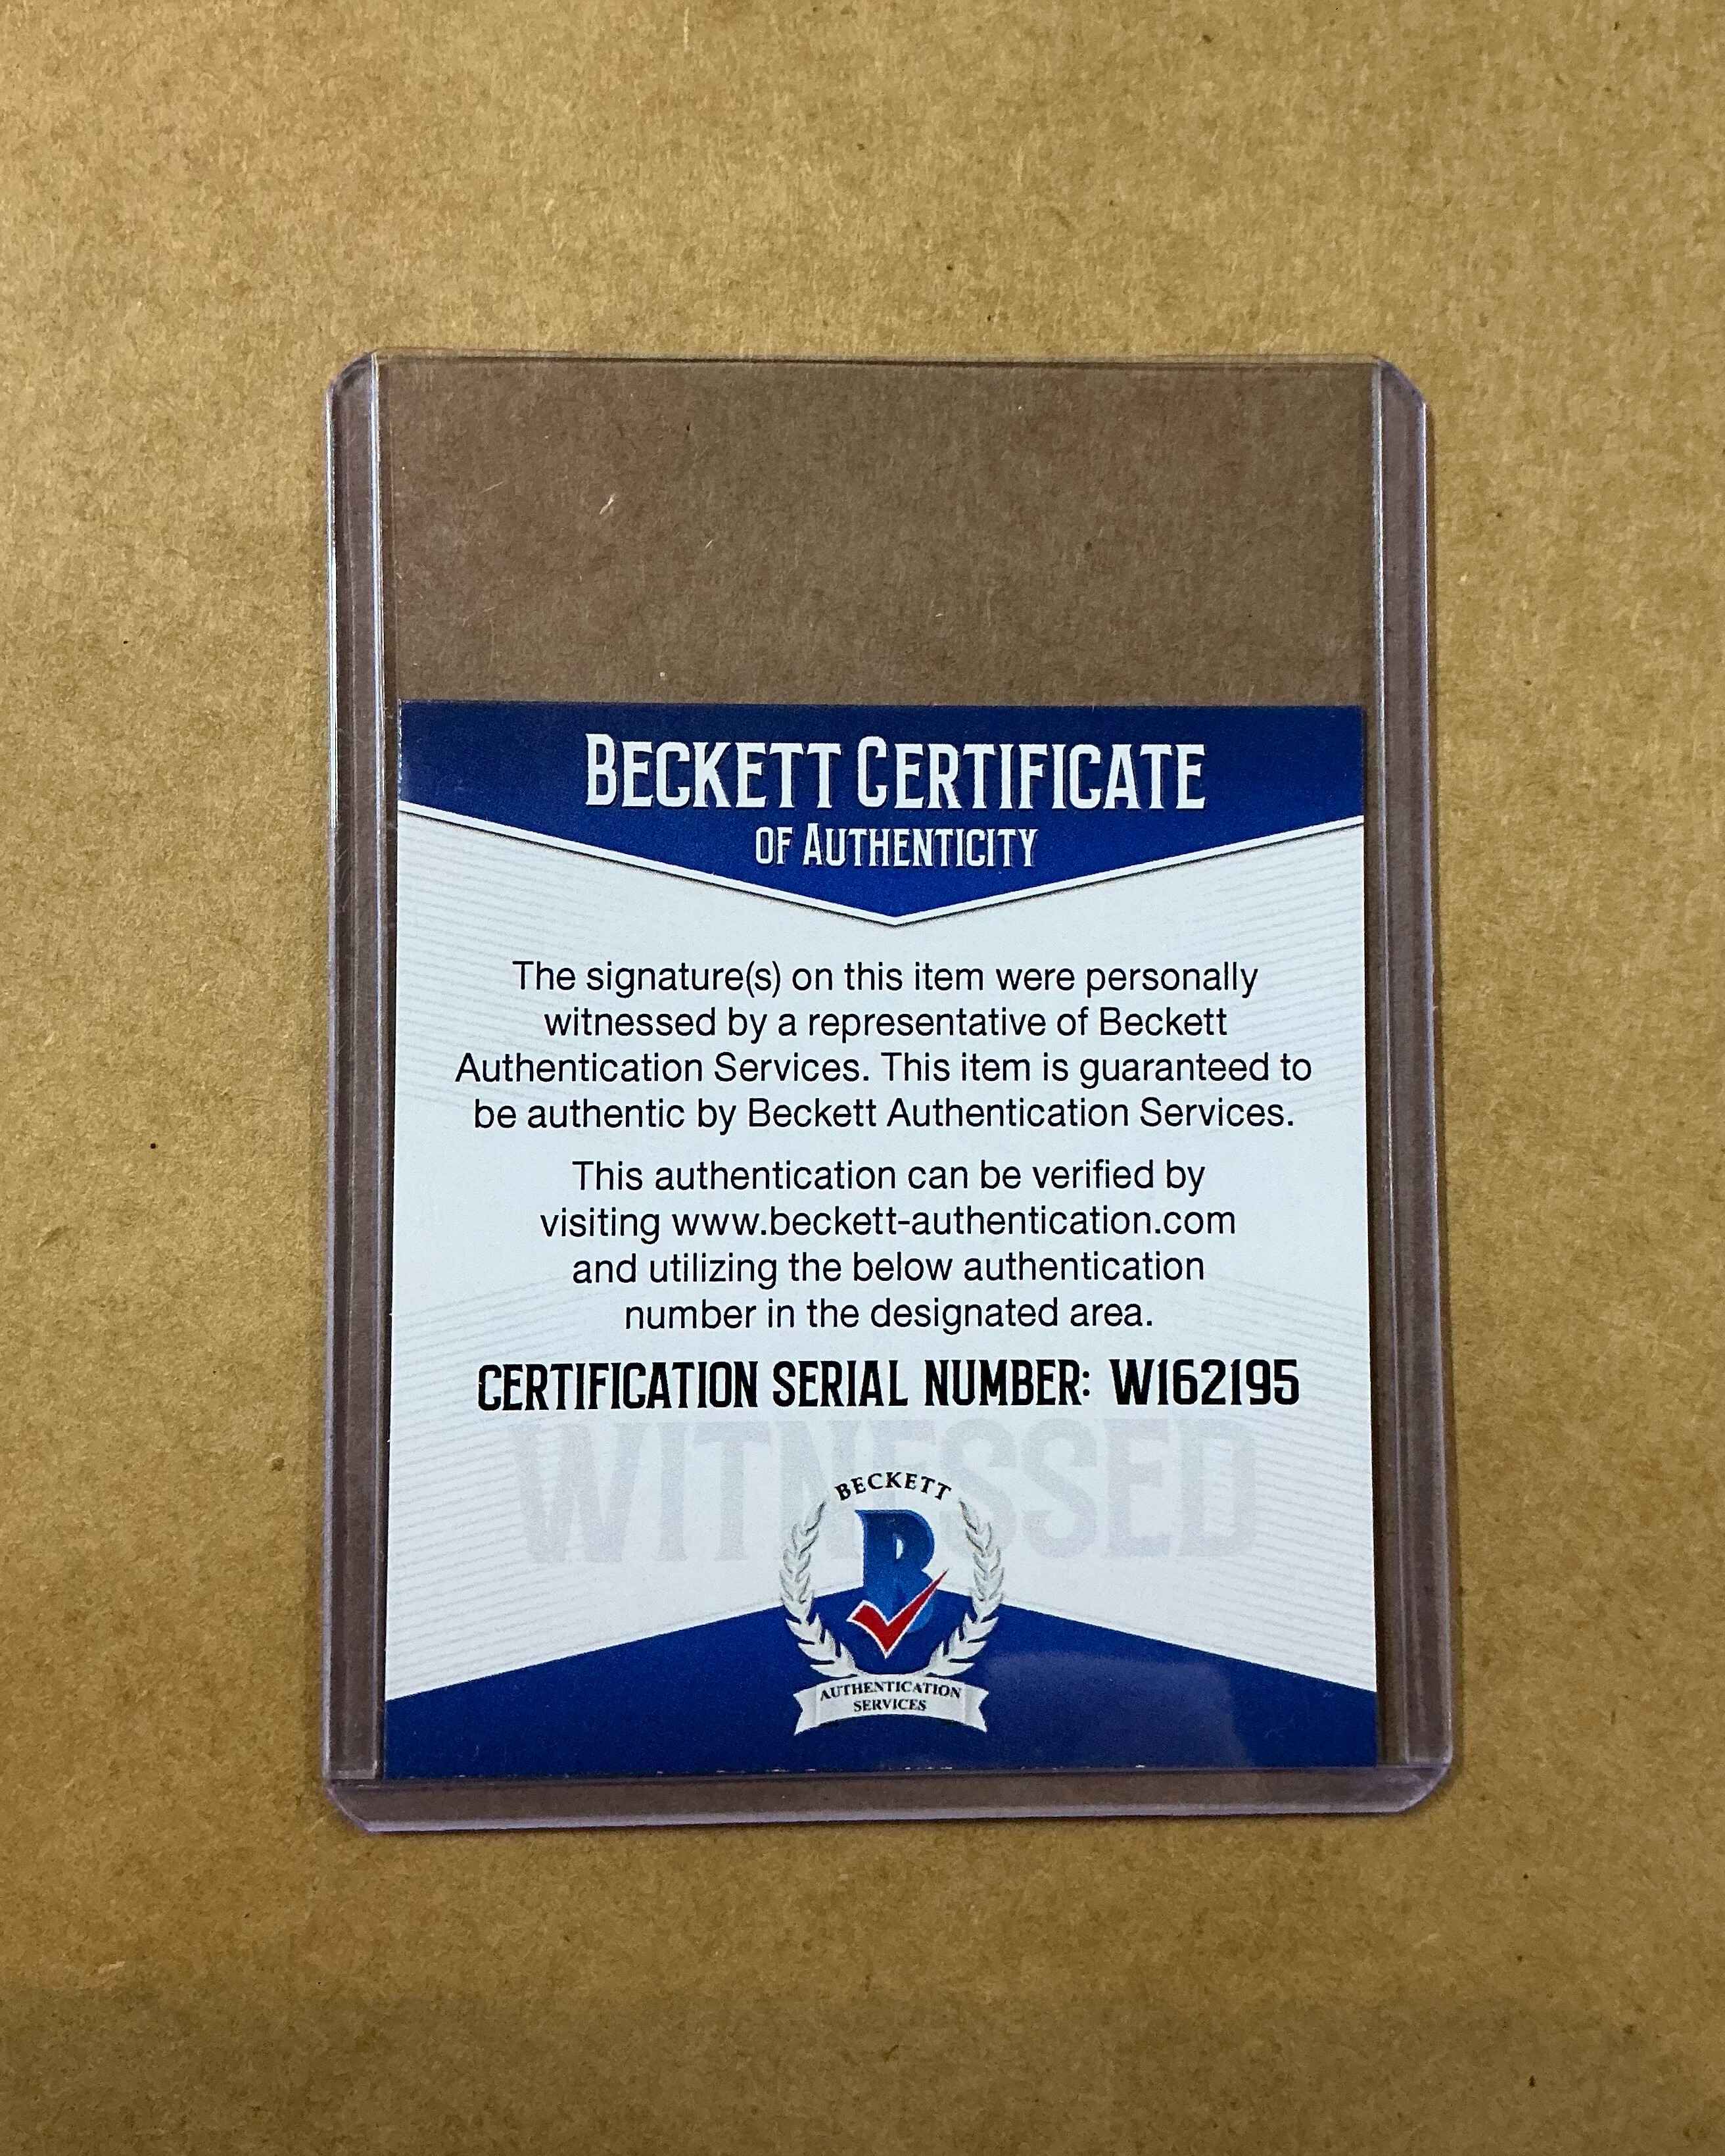 BECKETT CERTIFICATE
OF AUTHENTICITY
The signature(s) on this item were personally
witnessed by a representative of Beckett
Authentication Services. This item is guaranteed to
be authentic by Beckett Authentication Services.
This authentication can be verified by
visiting www.beckett-authentication.com
and utilizing the below authentication
number in the designated area.
CERTIFICATION SERIAL NUMBER: W162195
WITNESSED
BECKETT
B
AUTHENTICATION
SERVICES